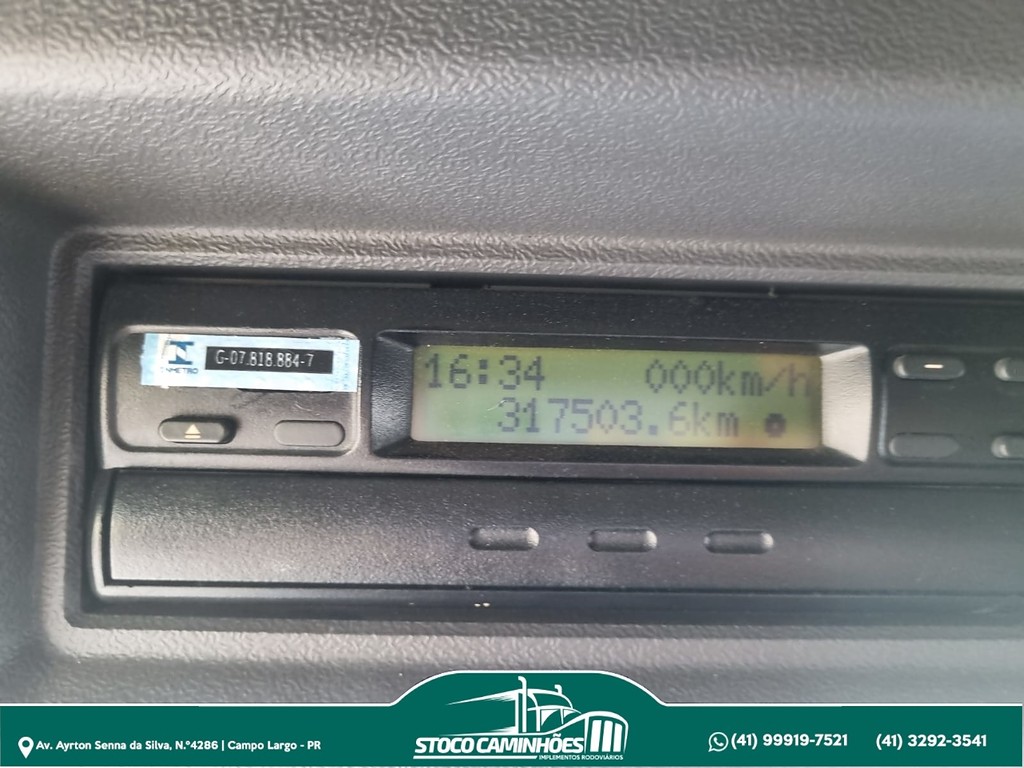 INMETRO
G-07.818.884-7
16:34 000km/h
317503.6km
Av. Ayrton Senna da Silva, N.º4286 | Campo Largo - PR
STOCO CAMINHÕES
IMPLEMENTOS RODOVIÁRIOS
(41) 99919-7521 (41) 3292-3541